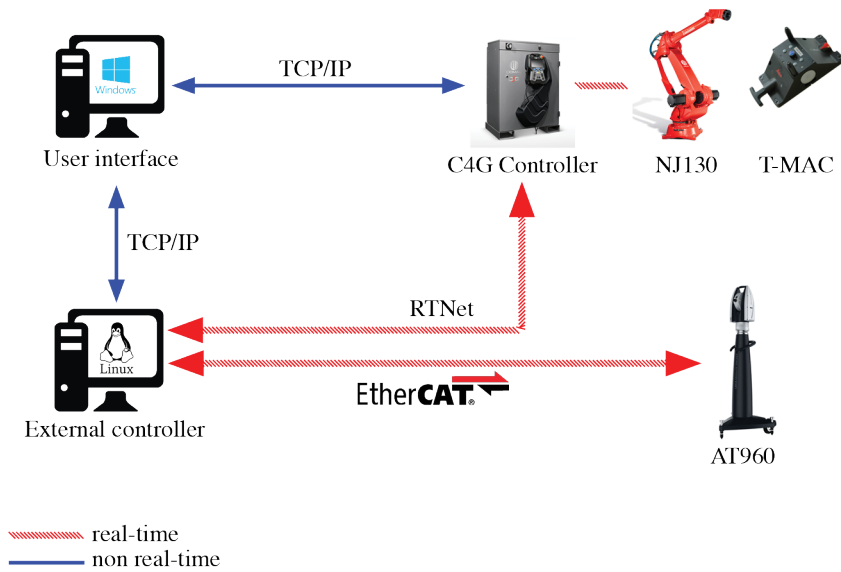 Windows
TCP/IP
User interface
C4G Controller
NJ130
T-MAC
TCP/IP
RTNet
Linux
EtherCAT®
External controller
AT960
real-time
non real-time